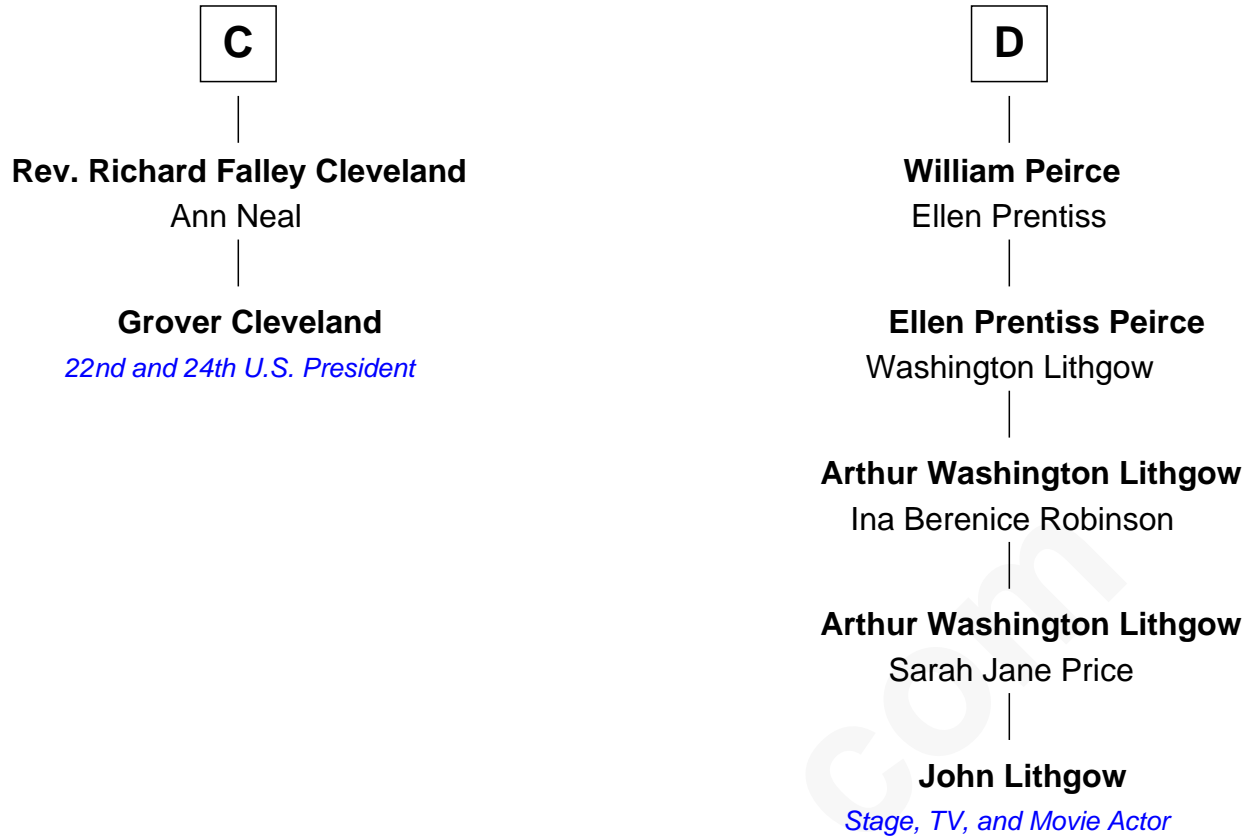 C
Rev. Richard Falley Cleveland
Ann Neal
Grover Cleveland
22nd and 24th U.S. President
D
William Peirce
Ellen Prentiss
Ellen Prentiss Peirce
Washington Lithgow
Arthur Washington Lithgow
Ina Berenice Robinson
Arthur Washington Lithgow
Sarah Jane Price
John Lithgow
Stage, TV, and Movie Actor
com